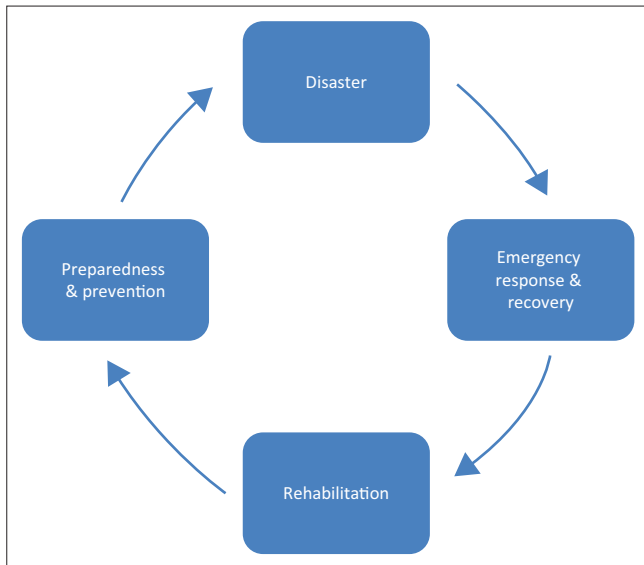 Disaster
Emergency
response &
recovery
Rehabilitation
Preparedness
& prevention